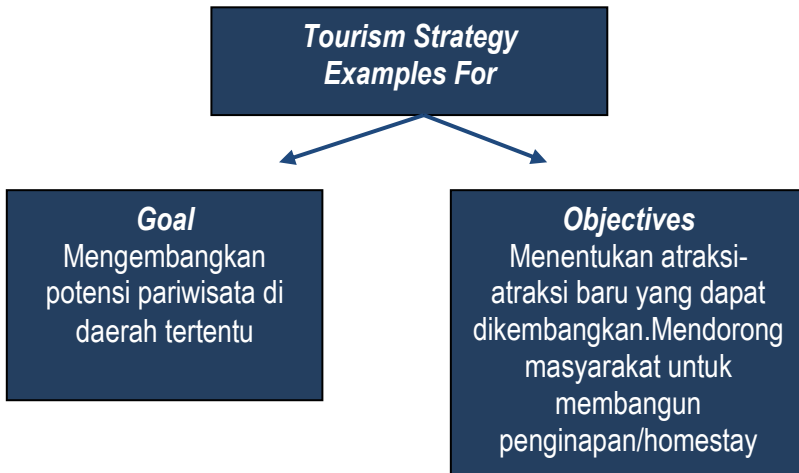 Tourism Strategy
Examples For
Goal
Mengembangkan
potensi pariwisata di
daerah tertentu
Objectives
Menentukan atraksi-
atraksi baru yang dapat
dikembangkan.Mendorong
masyarakat untuk
membangun
penginapan/homestay